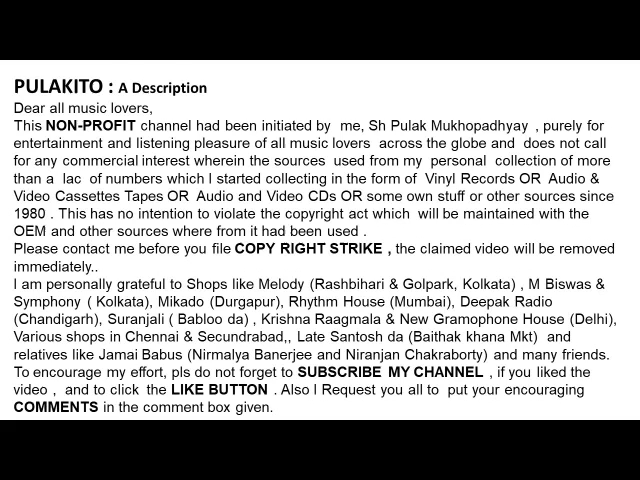 PULAKITO : A Description
Dear all music lovers,
This NON-PROFIT channel had been initiated by me, Sh Pulak Mukhopadhyay , purely for
entertainment and listening pleasure of all music lovers across the globe and does not call
for any commercial interest wherein the sources used from my personal collection of more
than a lac of numbers which I started collecting in the form of Vinyl Records OR Audio &
Video Cassettes Tapes OR Audio and Video CDs OR some own stuff or other sources since
1980 . This has no intention to violate the copyright act which will be maintained with the
OEM and other sources where from it had been used .
Please contact me before you file COPY RIGHT STRIKE , the claimed video will be removed
immediately..
I am personally grateful to Shops like Melody (Rashbihari & Golpark, Kolkata) , M Biswas &
Symphony ( Kolkata), Mikado (Durgapur), Rhythm House (Mumbai), Deepak Radio
(Chandigarh), Suranjali ( Babloo da) , Krishna Raagmala & New Gramophone House (Delhi),
Various shops in Chennai & Secundrabad,, Late Santosh da (Baithak khana Mkt) and
relatives like Jamai Babus (Nirmalya Banerjee and Niranjan Chakraborty) and many friends.
To encourage my effort, pls do not forget to SUBSCRIBE MY CHANNEL , if you liked the
video , and to click the LIKE BUTTON . Also I Request you all to put your encouraging
COMMENTS in the comment box given.